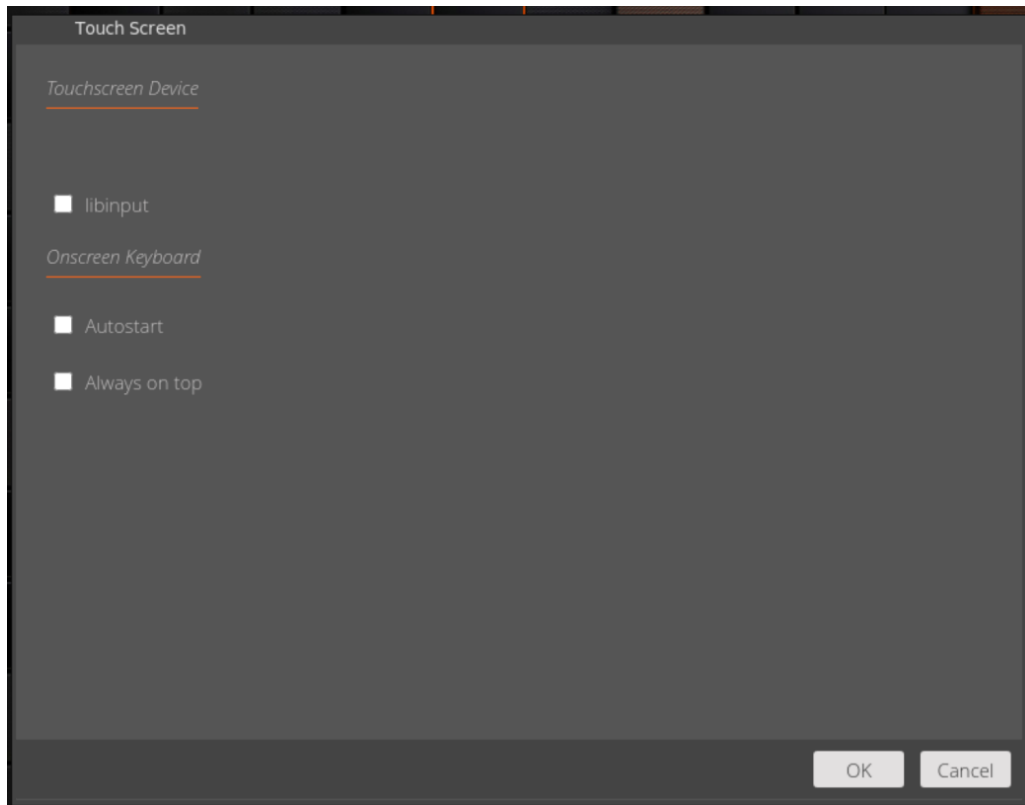 Touch Screen
Touchscreen Device
libinput
Onscreen Keyboard
Autostart
Always on top
OK
Cancel